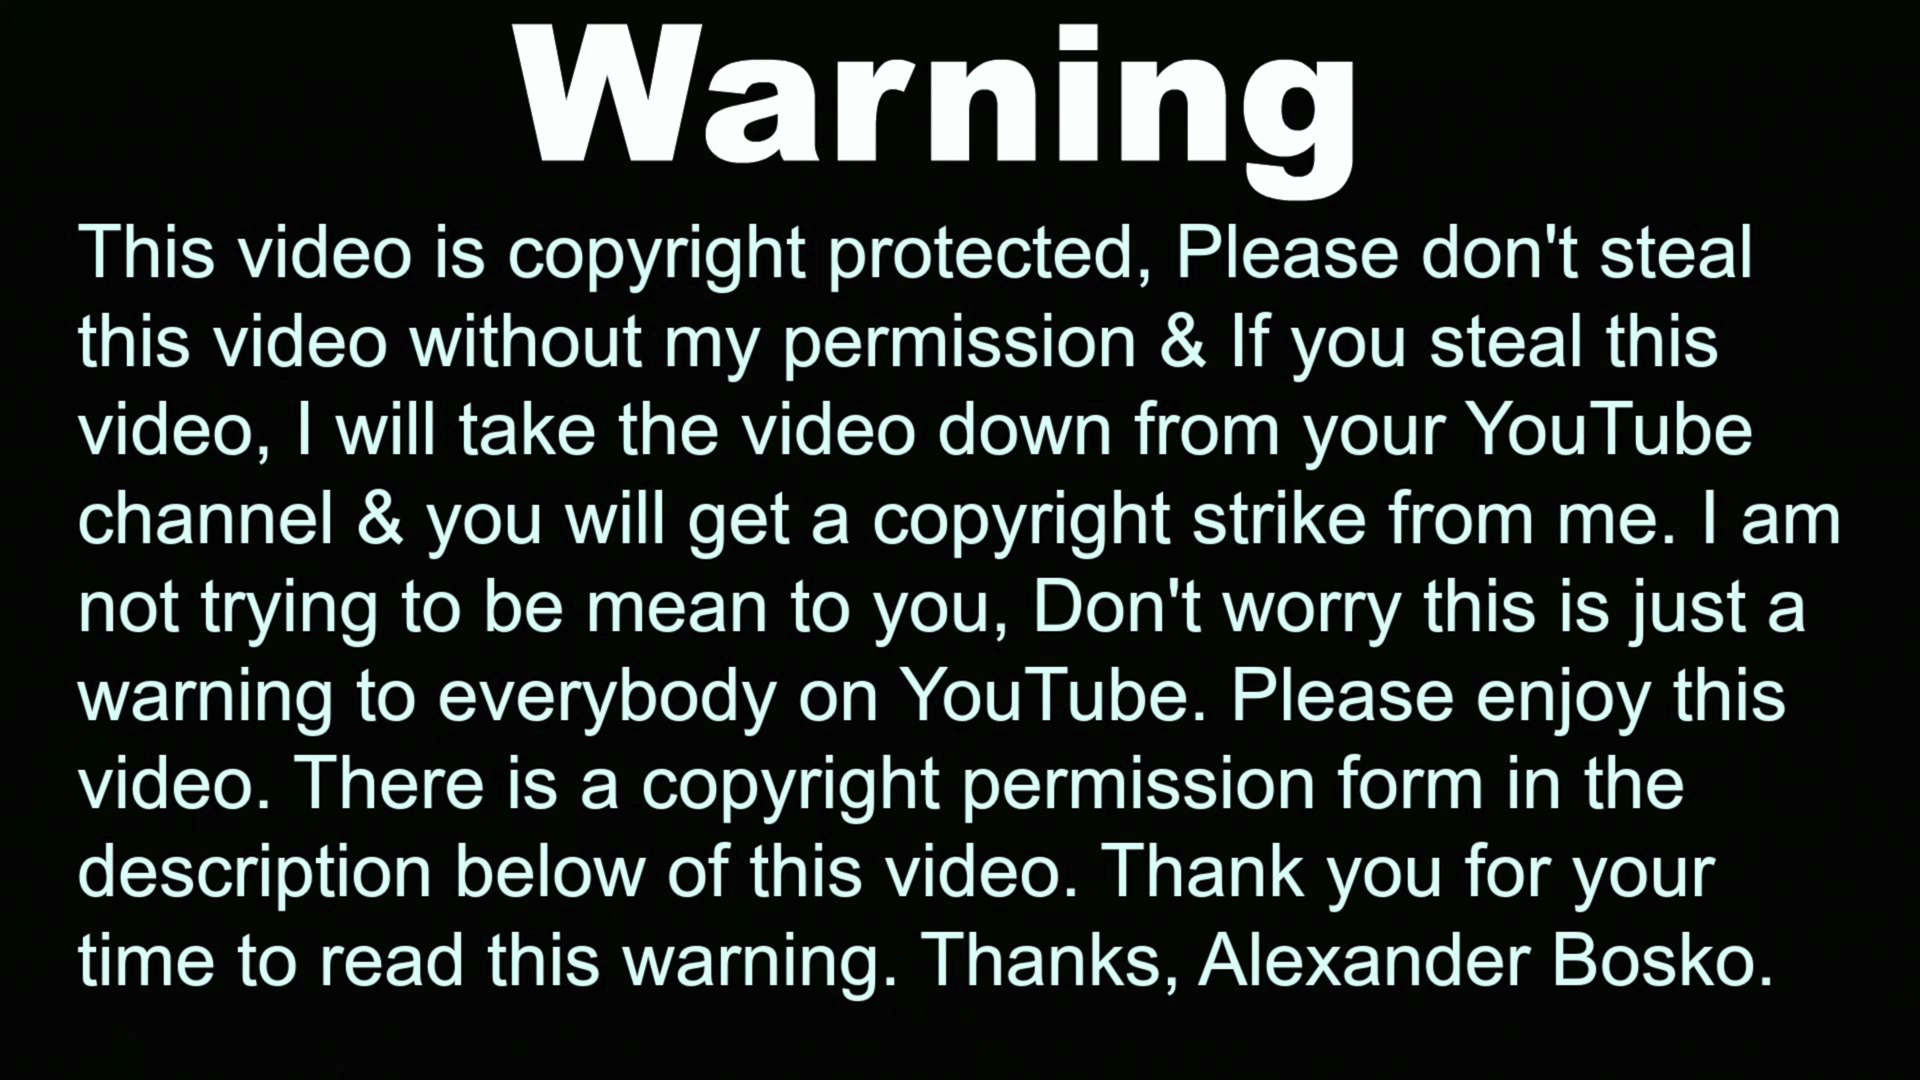 Warning
This video is copyright protected, Please don't steal
this video without my permission & If you steal this
video, I will take the video down from your YouTube
channel & you will get a copyright strike from me. I am
not trying to be mean to you, Don't worry this is just a
warning to everybody on YouTube. Please enjoy this
video. There is a copyright permission form in the
description below of this video. Thank you for your
time to read this warning. Thanks, Alexander Bosko.